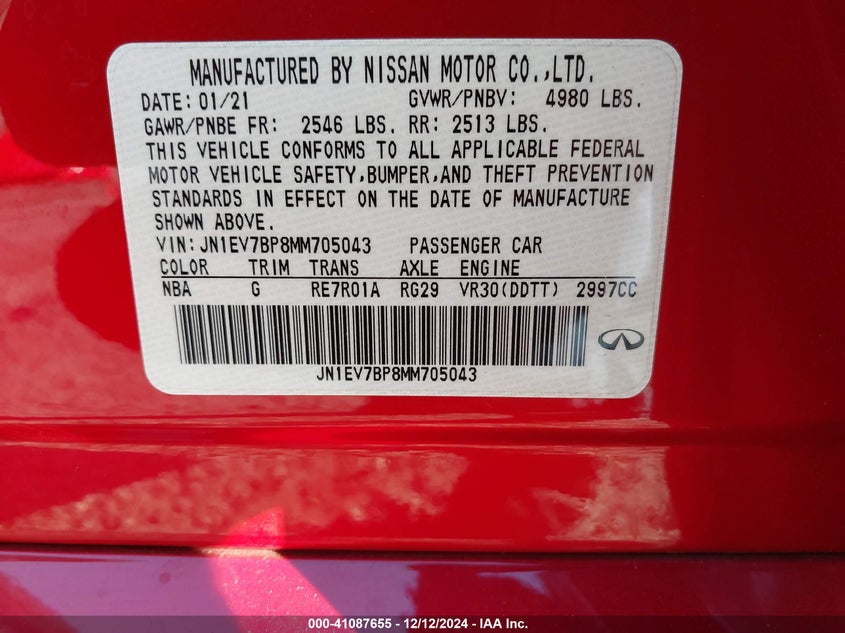 MANUFACTURED BY NISSAN MOTOR CO.,LTD.
DATE: 01/21 GVWR/PNBV: 4980 LBS.
GAWR/PNBE FR: 2546 LBS. RR: 2513 LBS.
THIS VEHICLE CONFORMS TO ALL APPLICABLE FEDERAL
MOTOR VEHICLE SAFETY,BUMPER,AND THEFT PREVENTION
STANDARDS IN EFFECT ON THE DATE OF MANUFACTURE
SHOWN ABOVE.
VIN:JN1EV7BP8MM705043 PASSENGER CAR
COLOR TRIM TRANS AXLE ENGINE
NBA G RE7R01A RG29 VR30(DDTT) 2997CC
JN1EV7BP8MM705043
000-41087655 - 12/12/2024 - IAA Inc.